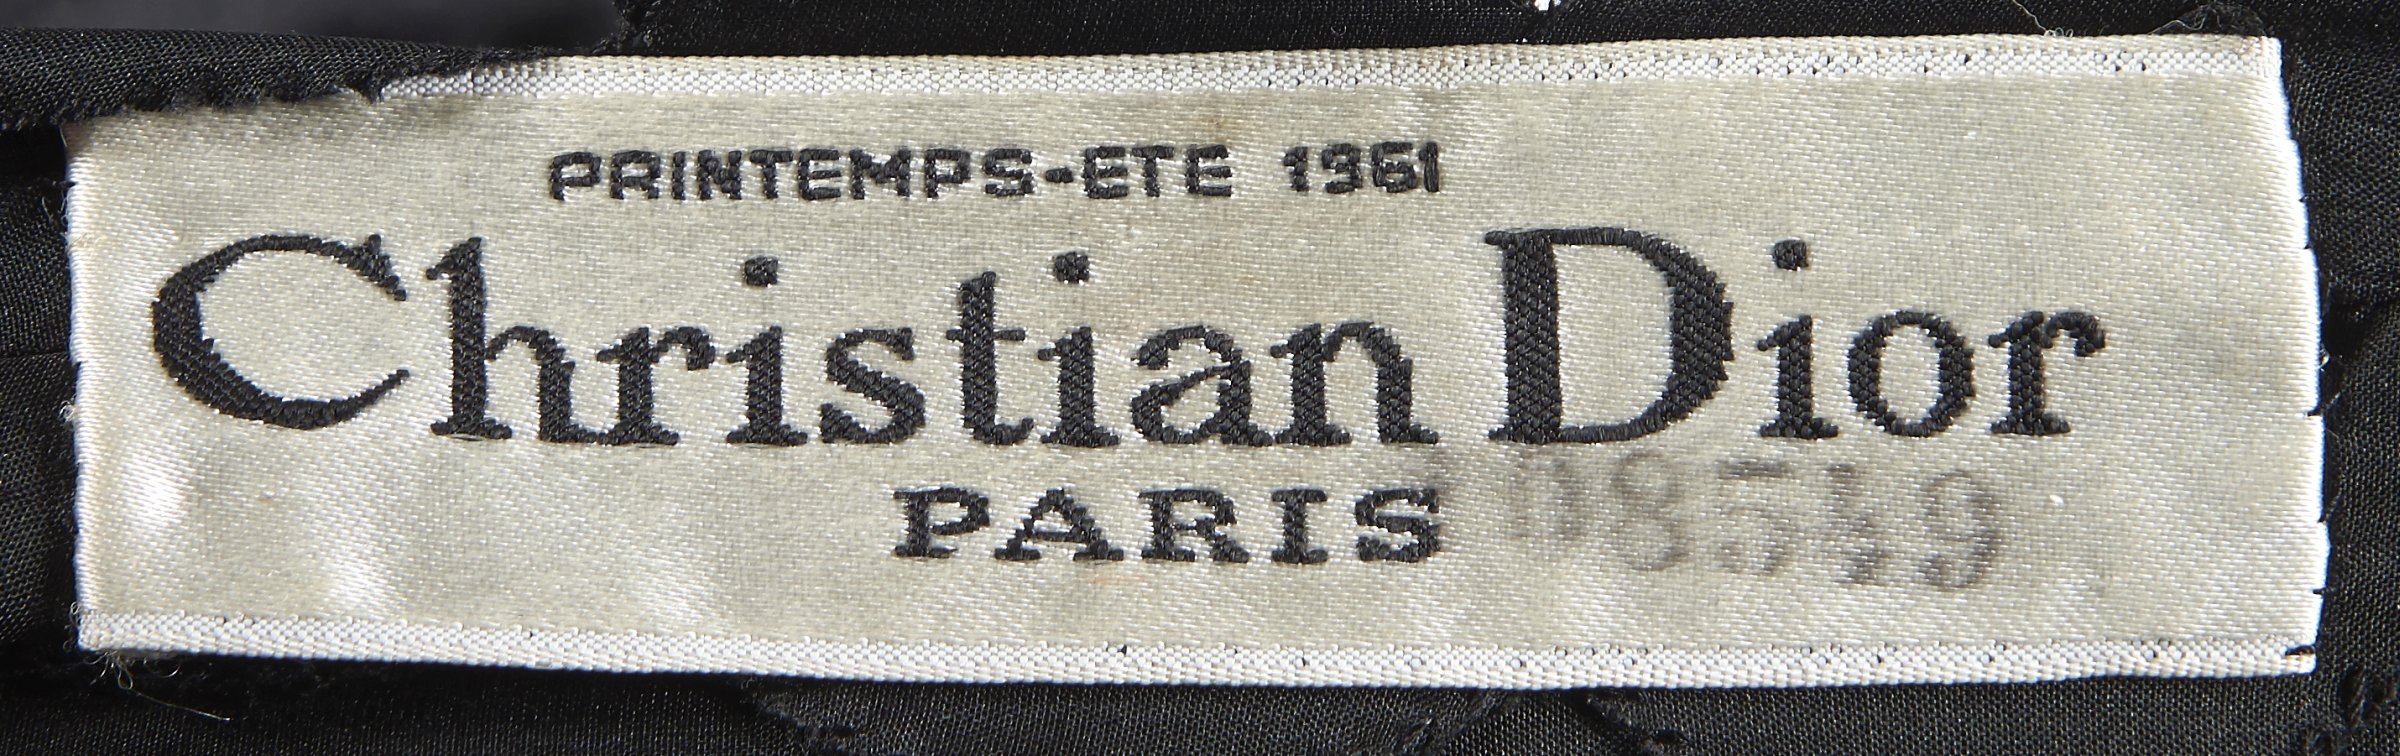 PRINTEMPS-ETE 1961
Christian Dior
PARIS